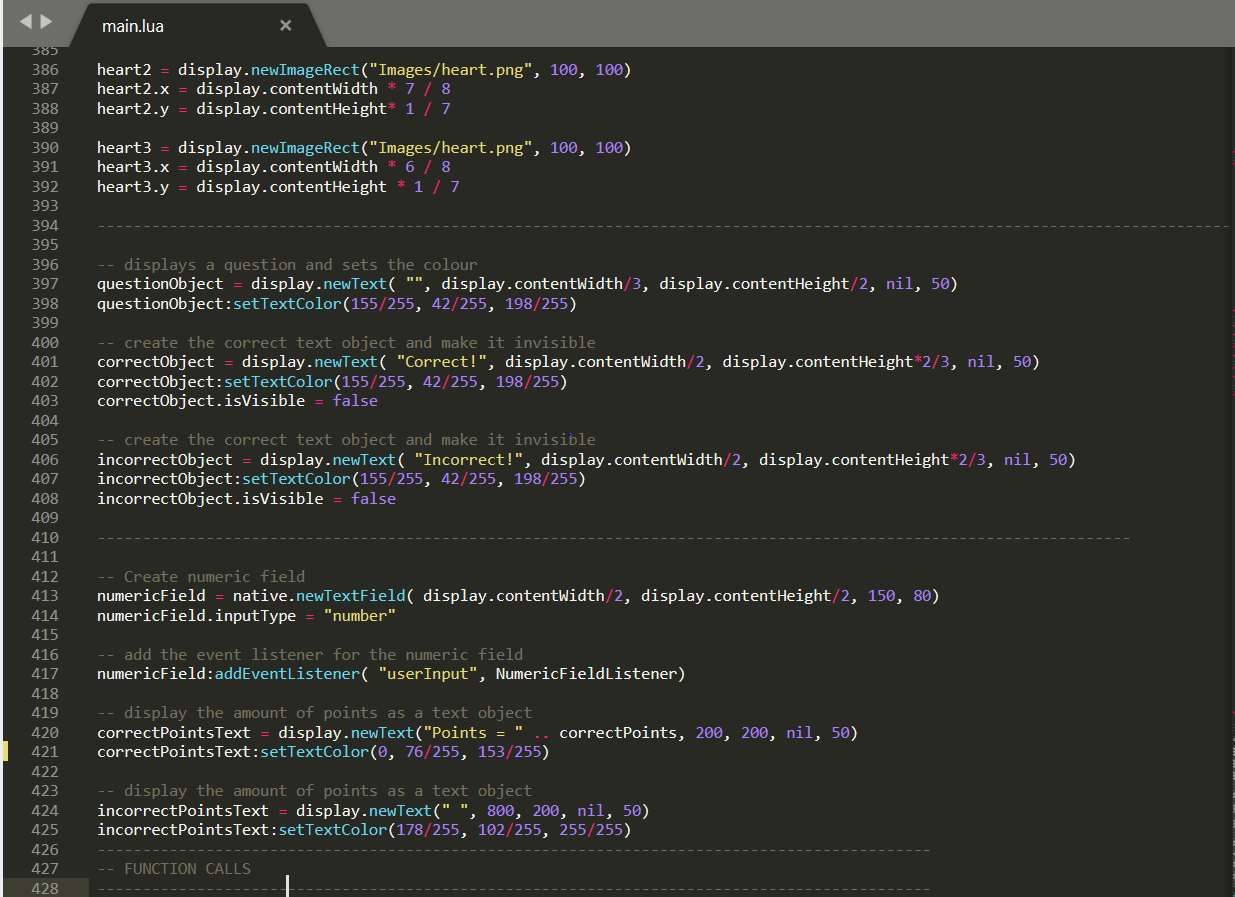 main.lua ×
385
386 heart2 = display.newImageRect("Images/heart.png", 100, 100)
387 heart2.x = display.contentWidth * 7 / 8
388 heart2.y = display.contentHeight* 1 / 7
389
390 heart3 = display.newImageRect("Images/heart.png", 100, 100)
391 heart3.x = display.contentWidth * 6 / 8
392 heart3.y = display.contentHeight * 1 / 7
393
394 ----------------------------------------------------------------------------------------------------------------------------
395
396 -- displays a question and sets the colour
397 questionObject = display.newText( "", display.contentWidth/3, display.contentHeight/2, nil, 50)
398 questionObject:setTextColor(155/255, 42/255, 198/255)
399
400 -- create the correct text object and make it invisible
401 correctObject = display.newText( "Correct!", display.contentWidth/2, display.contentHeight*2/3, nil, 50)
402 correctObject:setTextColor(155/255, 42/255, 198/255)
403 correctObject.isVisible = false
404
405 -- create the correct text object and make it invisible
406 incorrectObject = display.newText( "Incorrect!", display.contentWidth/2, display.contentHeight*2/3, nil, 50)
407 incorrectObject:setTextColor(155/255, 42/255, 198/255)
408 incorrectObject.isVisible = false
409
410 ------------------------------------------------------------------------------------------------------------------
411
412 -- Create numeric field
413 numericField = native.newTextField( display.contentWidth/2, display.contentHeight/2, 150, 80)
414 numericField.inputType = "number"
415
416 -- add the event listener for the numeric field
417 numericField:addEventListener( "userInput", NumericFieldListener)
418
419 -- display the amount of points as a text object
420 correctPointsText = display.newText("Points = " .. correctPoints, 200, 200, nil, 50)
421 correctPointsText:setTextColor(0, 76/255, 153/255)
422
423 -- display the amount of points as a text object
424 incorrectPointsText = display.newText(" ", 800, 200, nil, 50)
425 incorrectPointsText:setTextColor(178/255, 102/255, 255/255)
426 --------------------------------------------------------------------------------------------
427 -- FUNCTION CALLS
428 --------------------------------------------------------------------------------------------